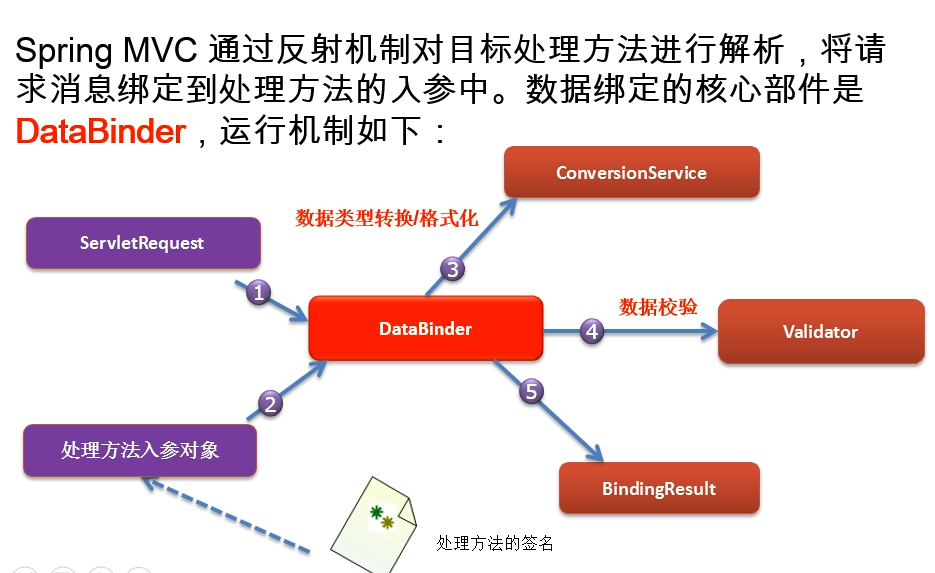 Spring MVC 通过反射机制对目标处理方法进行解析，将请
求消息绑定到处理方法的入参中。数据绑定的核心部件是
DataBinder，运行机制如下：
ConversionService
数据类型转换/格式化
ServletRequest
3
1
数据校验
DataBinder
4
Validator
5
2
处理方法入参对象
BindingResult
处理方法的签名